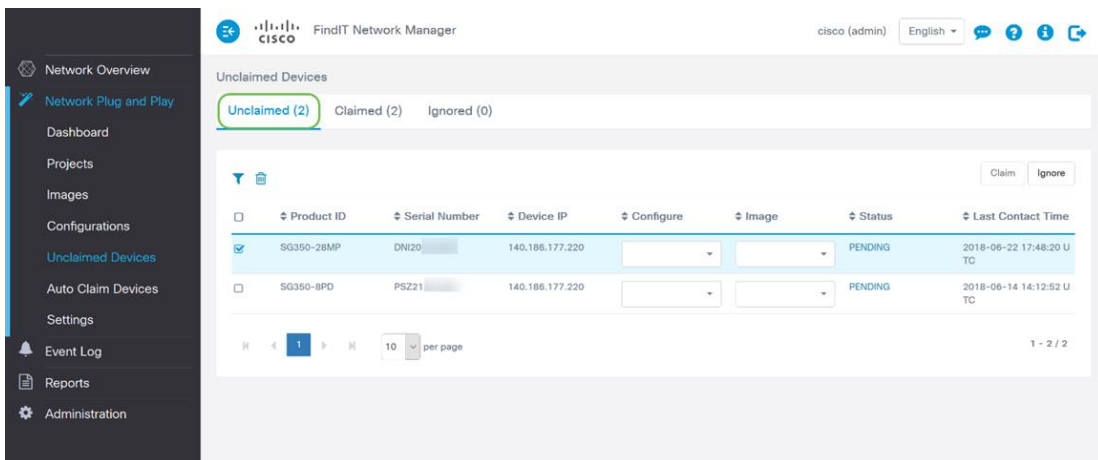 CISCO FindIT Network Manager cisco (admin) English
Network Overview
Network Plug and Play
Dashboard
Projects
Images
Configurations
Unclaimed Devices
Auto Claim Devices
Settings
Event Log
Reports
Administration
Unclaimed Devices
Unclaimed (2) Claimed (2) Ignored (0)
Claim Ignore
Product ID Serial Number Device IP Configure Image Status Last Contact Time
SG350-28MP DNI20 140.186.177.220 PENDING 2018-06-22 17:48:20 U
TC
SG350-8PD PSZ21 140.186.177.220 PENDING 2018-06-14 14:12:52 U
TC
1 10 per page 1 - 2 / 2